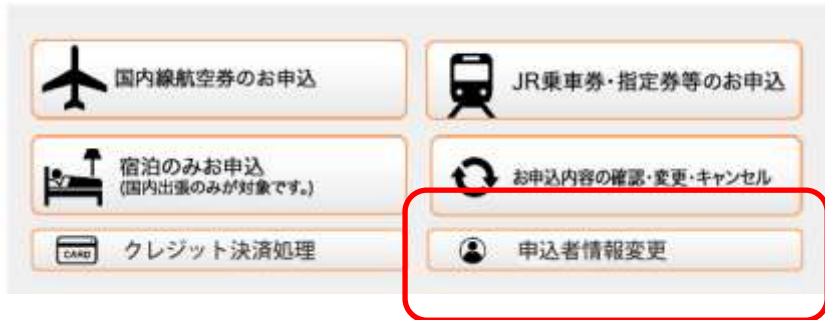 国内線航空券のお申込
JR乗車券・指定券等のお申込
宿泊のみお申込
(国内出張のみが対象です。)
お申込内容の確認・変更・キャンセル
CARD
クレジット決済処理
申込者情報変更